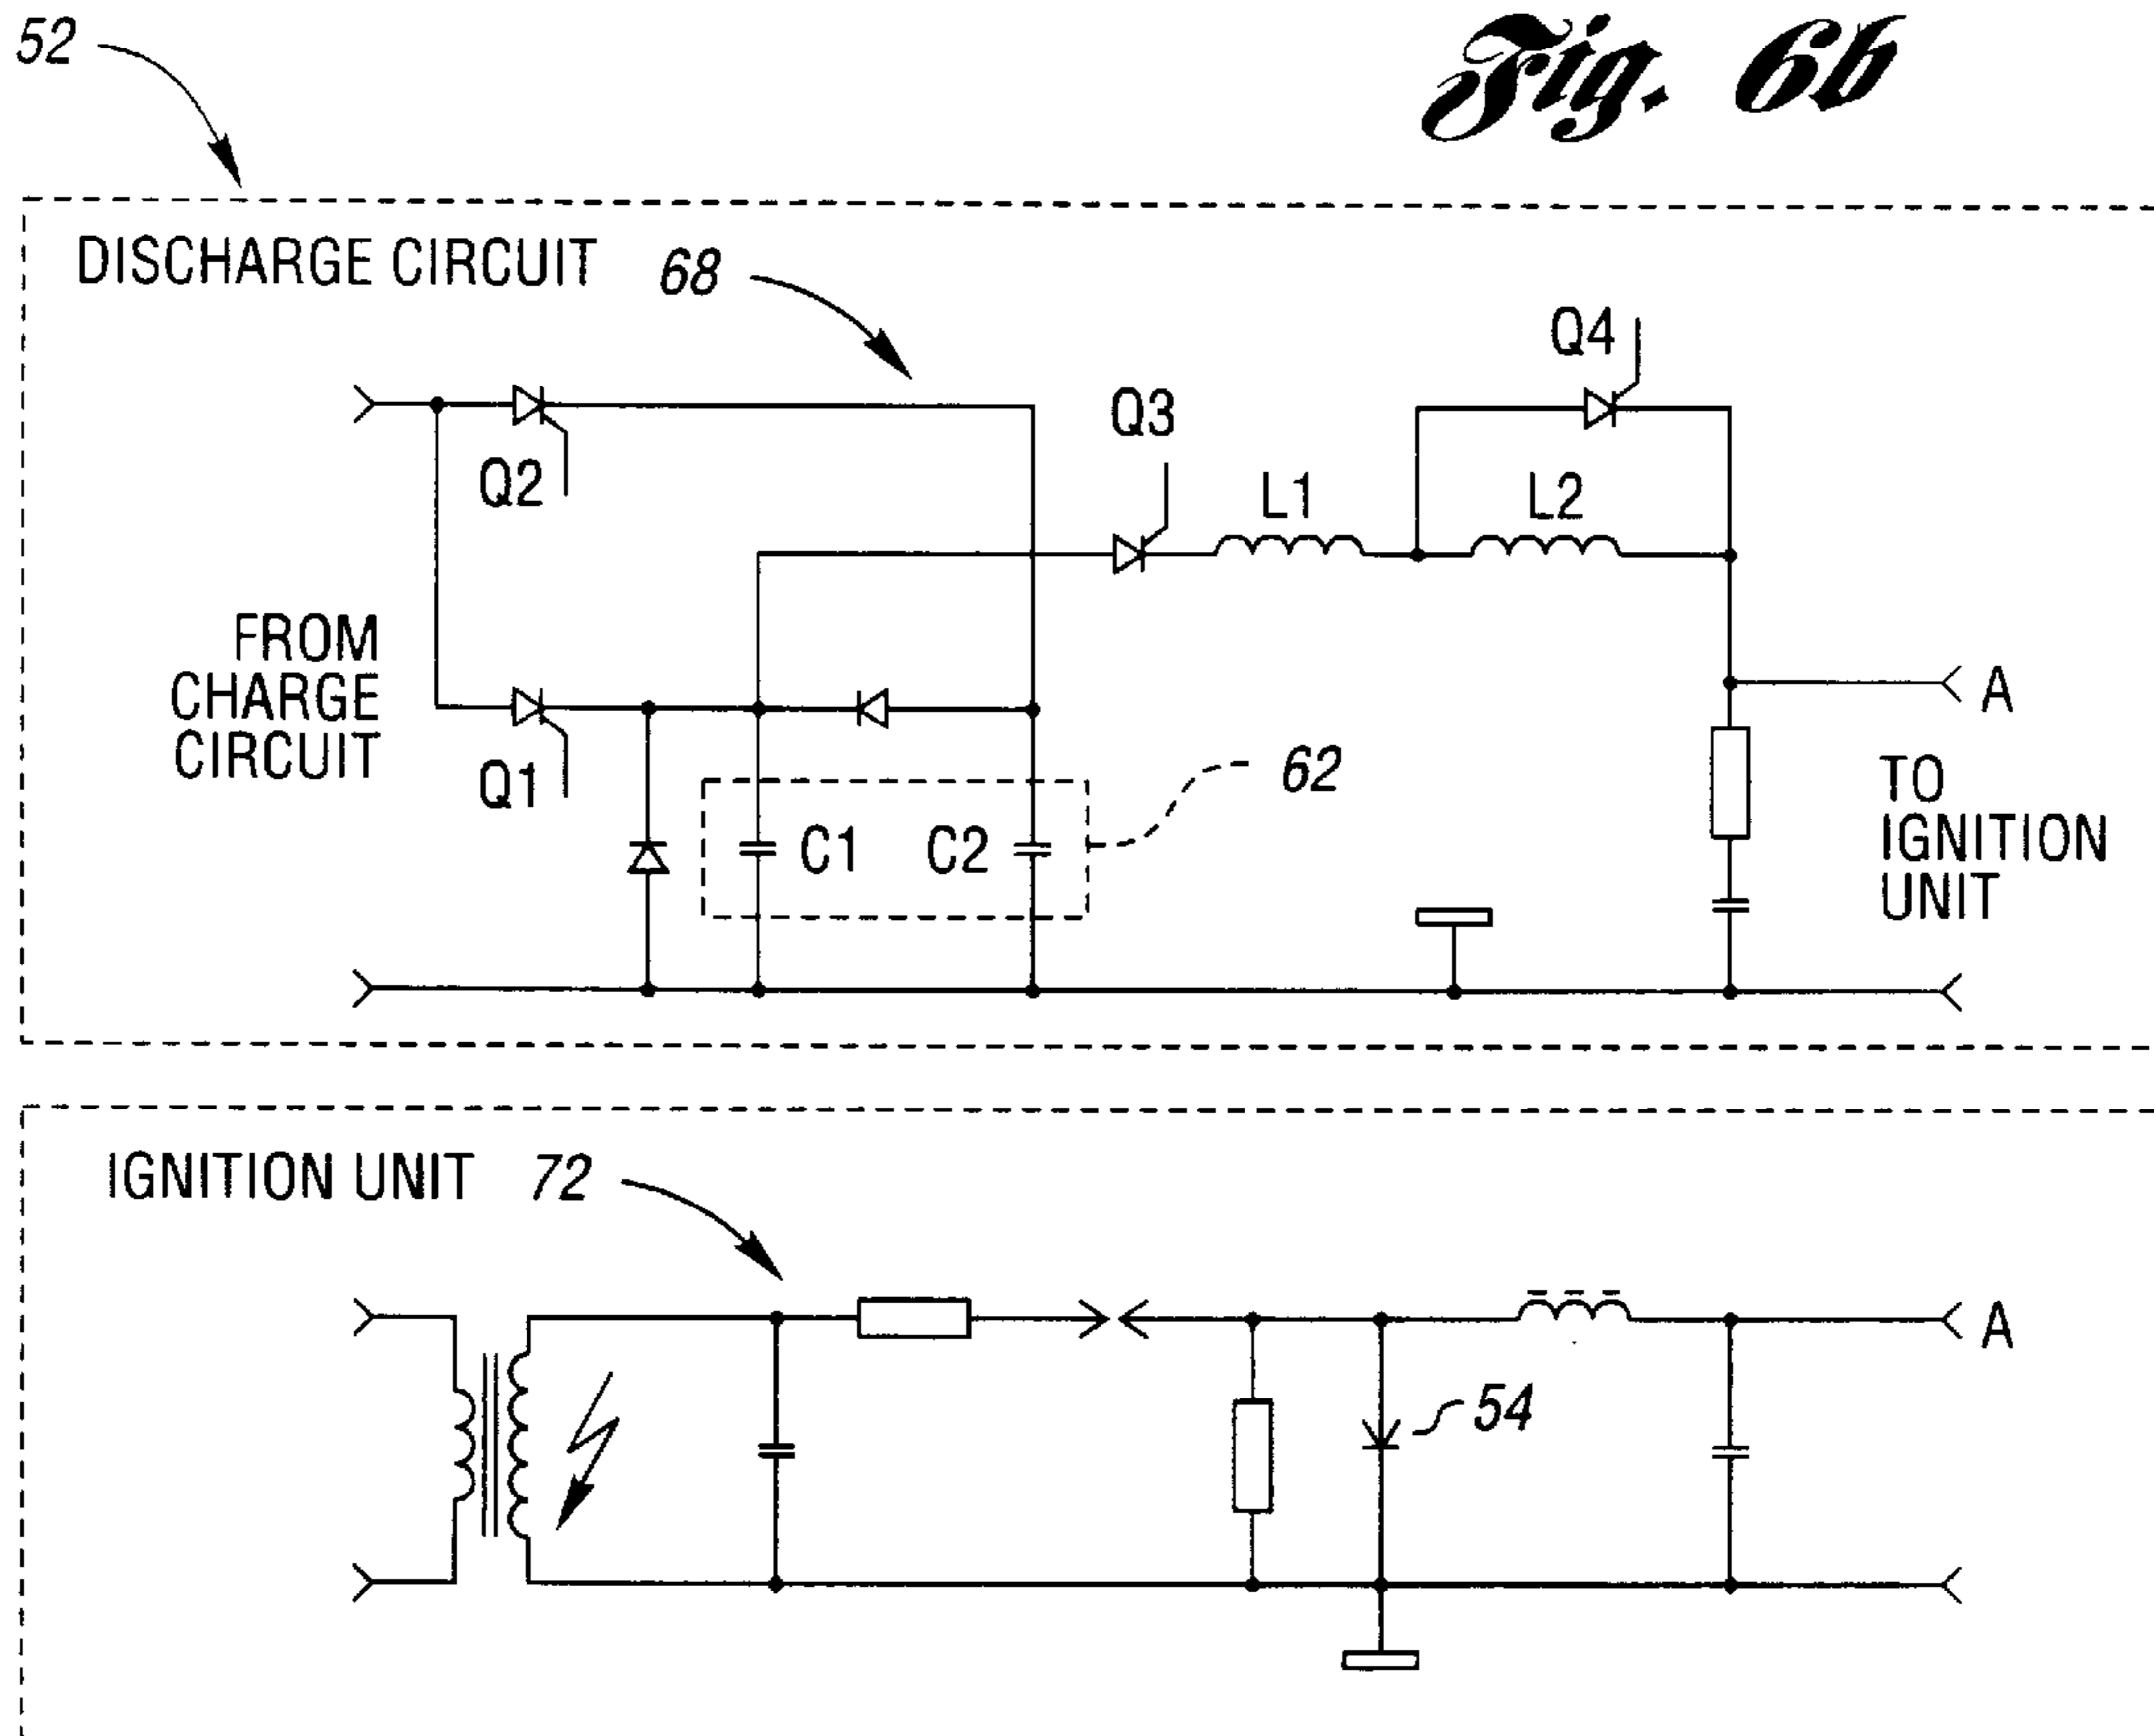 52
Fig. 6b
DISCHARGE CIRCUIT
68
Q4
Q3
Q2
L1
L2
FROM
CHARGE
CIRCUIT
A
Q1
62
TO
IGNITION
UNIT
C1
C2
IGNITION UNIT
72
A
54